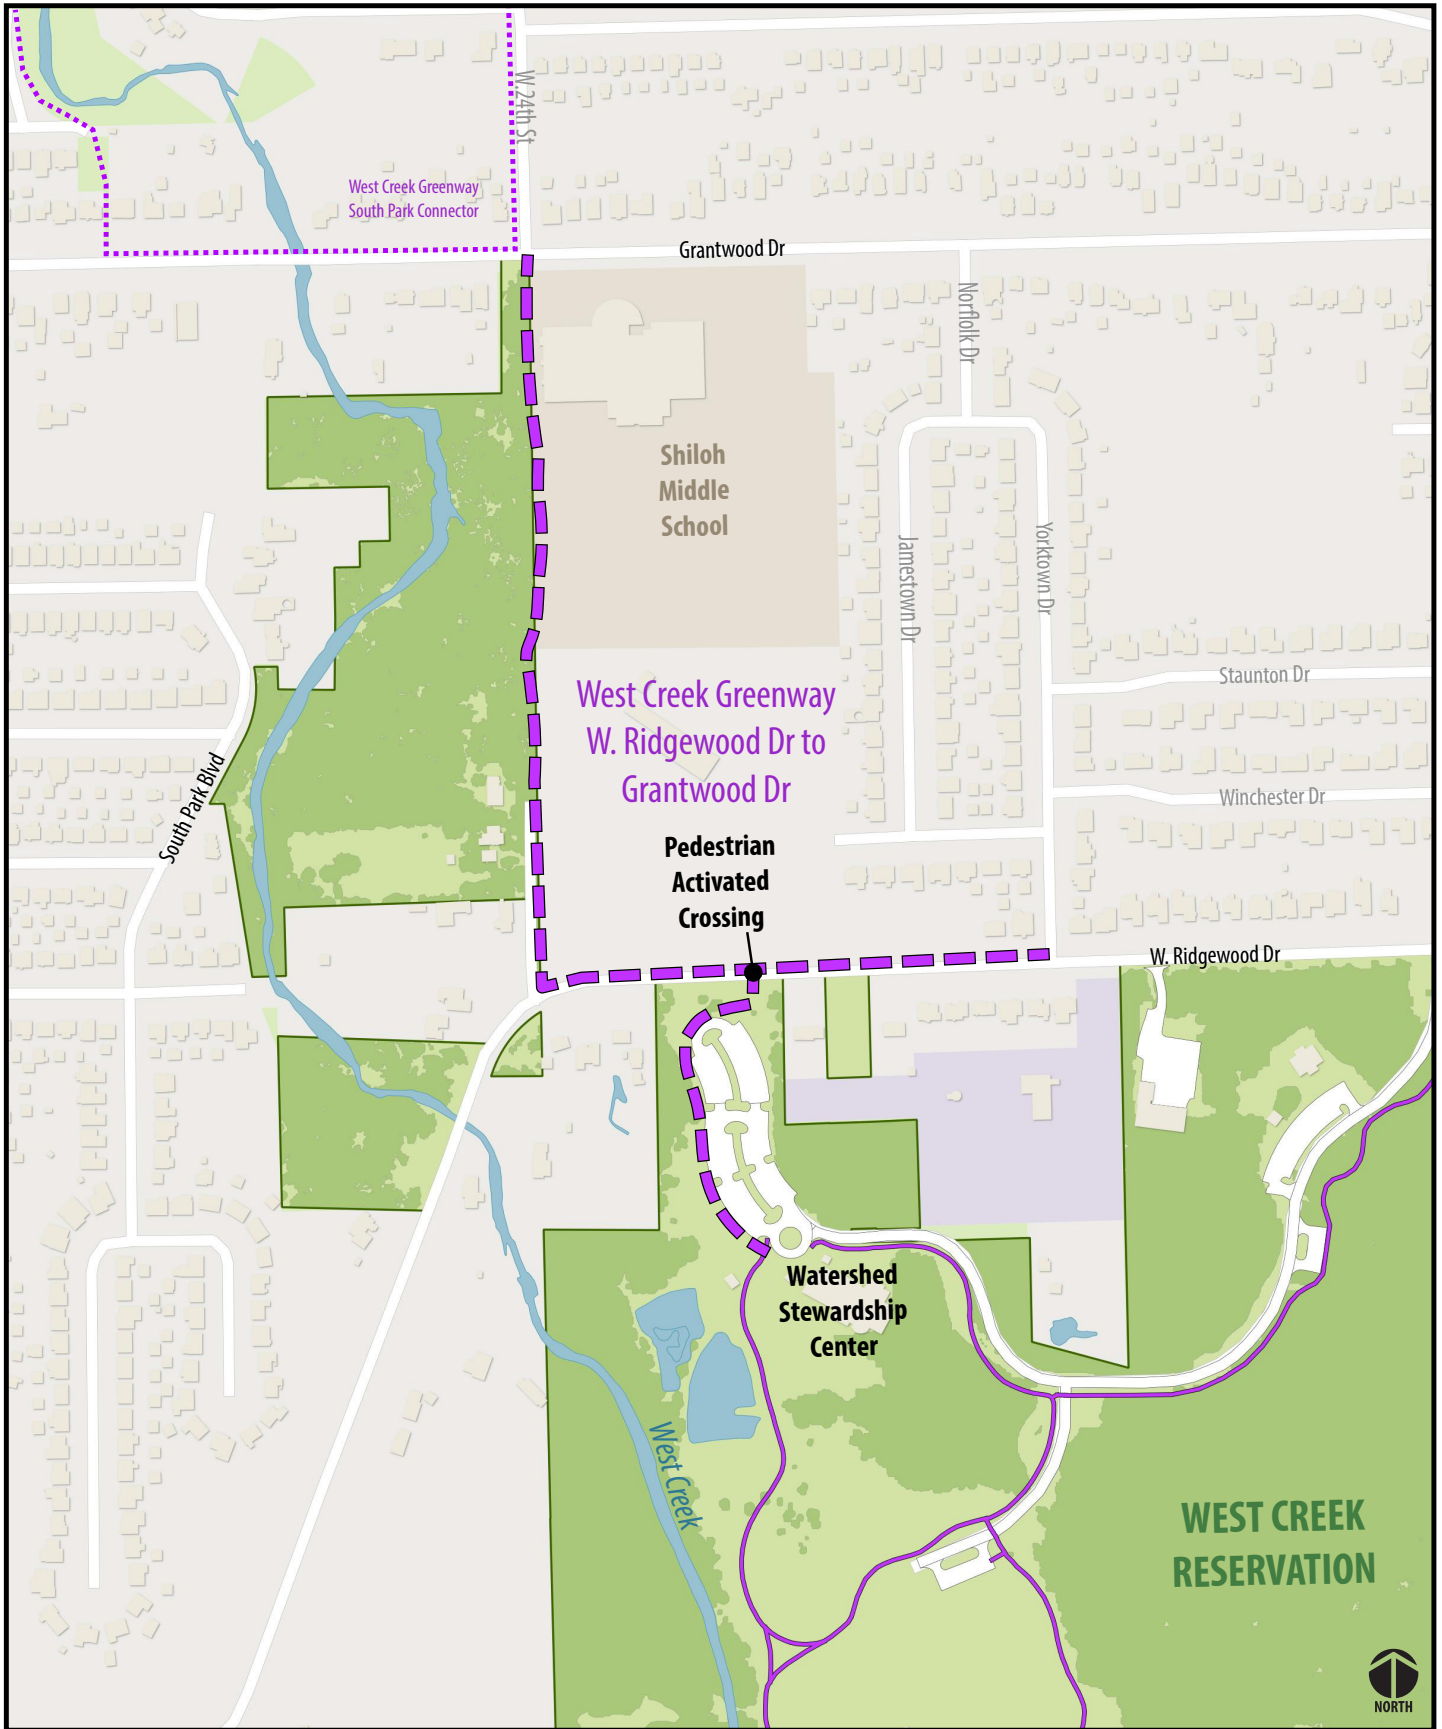 W. 24th St
West Creek Greenway
South Park Connector
Grantwood Dr
Norflolk Dr
Shiloh
Middle
School
Jamestown Dr
Yorktown Dr
Staunton Dr
West Creek Greenway
W. Ridgewood Dr to
Grantwood Dr
South Park Blvd
Winchester Dr
Pedestrian
Activated
Crossing
W. Ridgewood Dr
Watershed
Stewardship
Center
West Creek
WEST CREEK
RESERVATION
NORTH